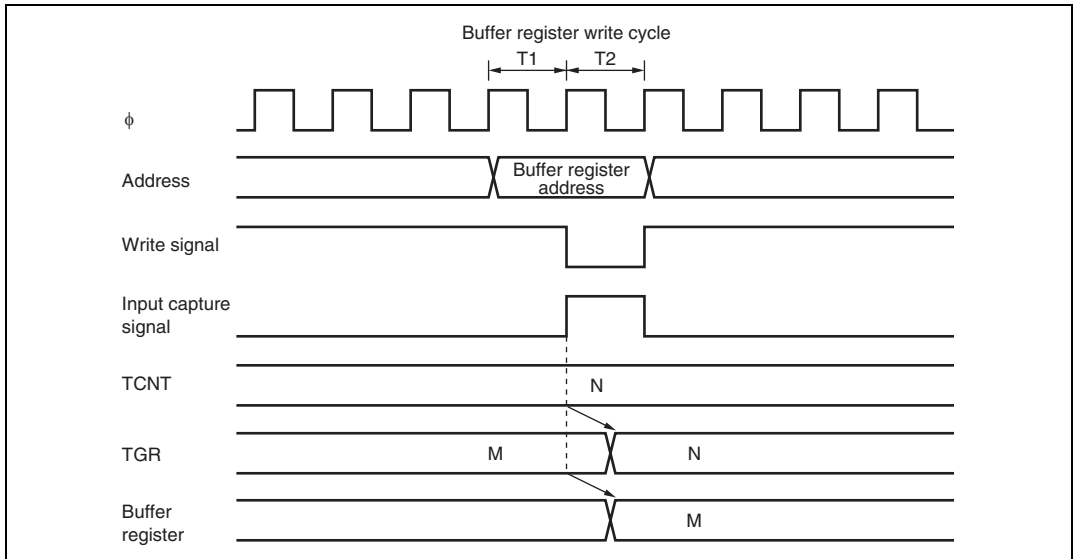 Buffer register write cycle
T1 T2
ϕ
Address
Buffer register
address
Write signal
Input capture
signal
TCNT
N
TGR
M N
Buffer
register
M